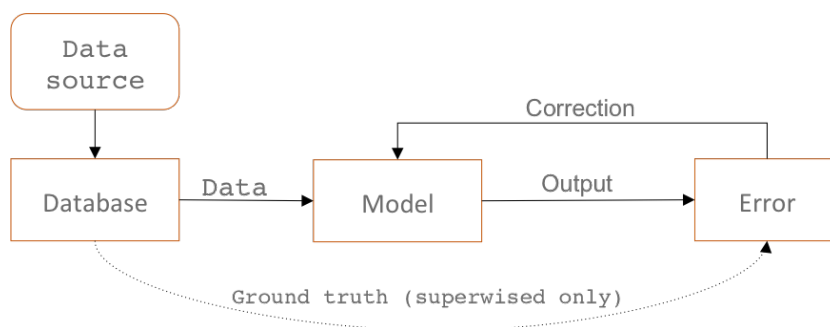 Data
source
Correction
Database
Data
Model
Output
Error
Ground truth (superwised only)